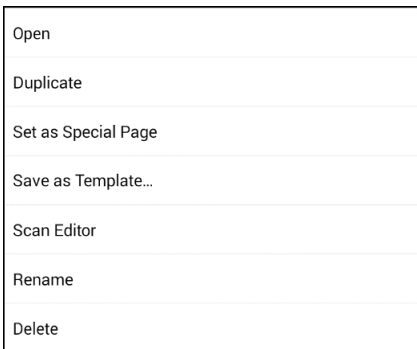 Open
Duplicate
Set as Special Page
Save as Template...
Scan Editor
Rename
Delete